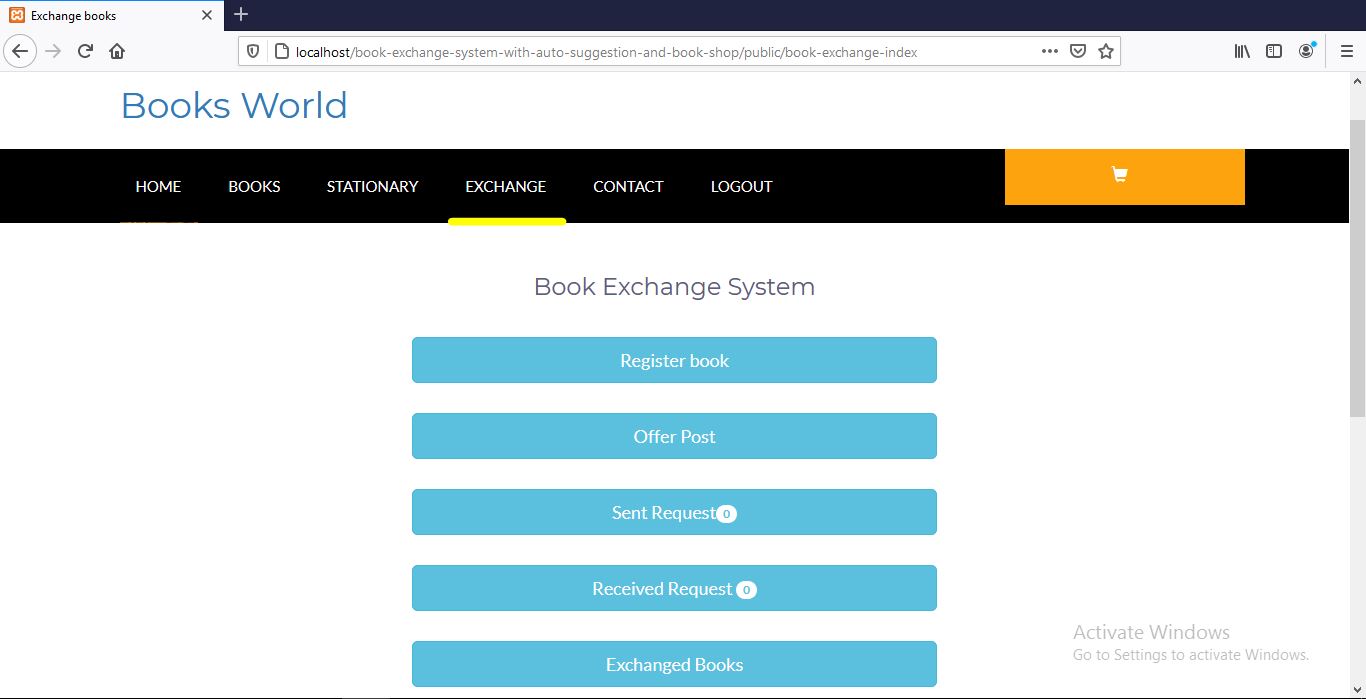 Exchange books
localhost/book-exchange-system-with-auto-suggestion-and-book-shop/public/book-exchange-index
Books World
HOME BOOKS STATIONARY EXCHANGE CONTACT LOGOUT
Book Exchange System
Register book
Offer Post
Sent Request 0
Received Request 0
Exchanged Books
Activate Windows
Go to Settings to activate Windows.